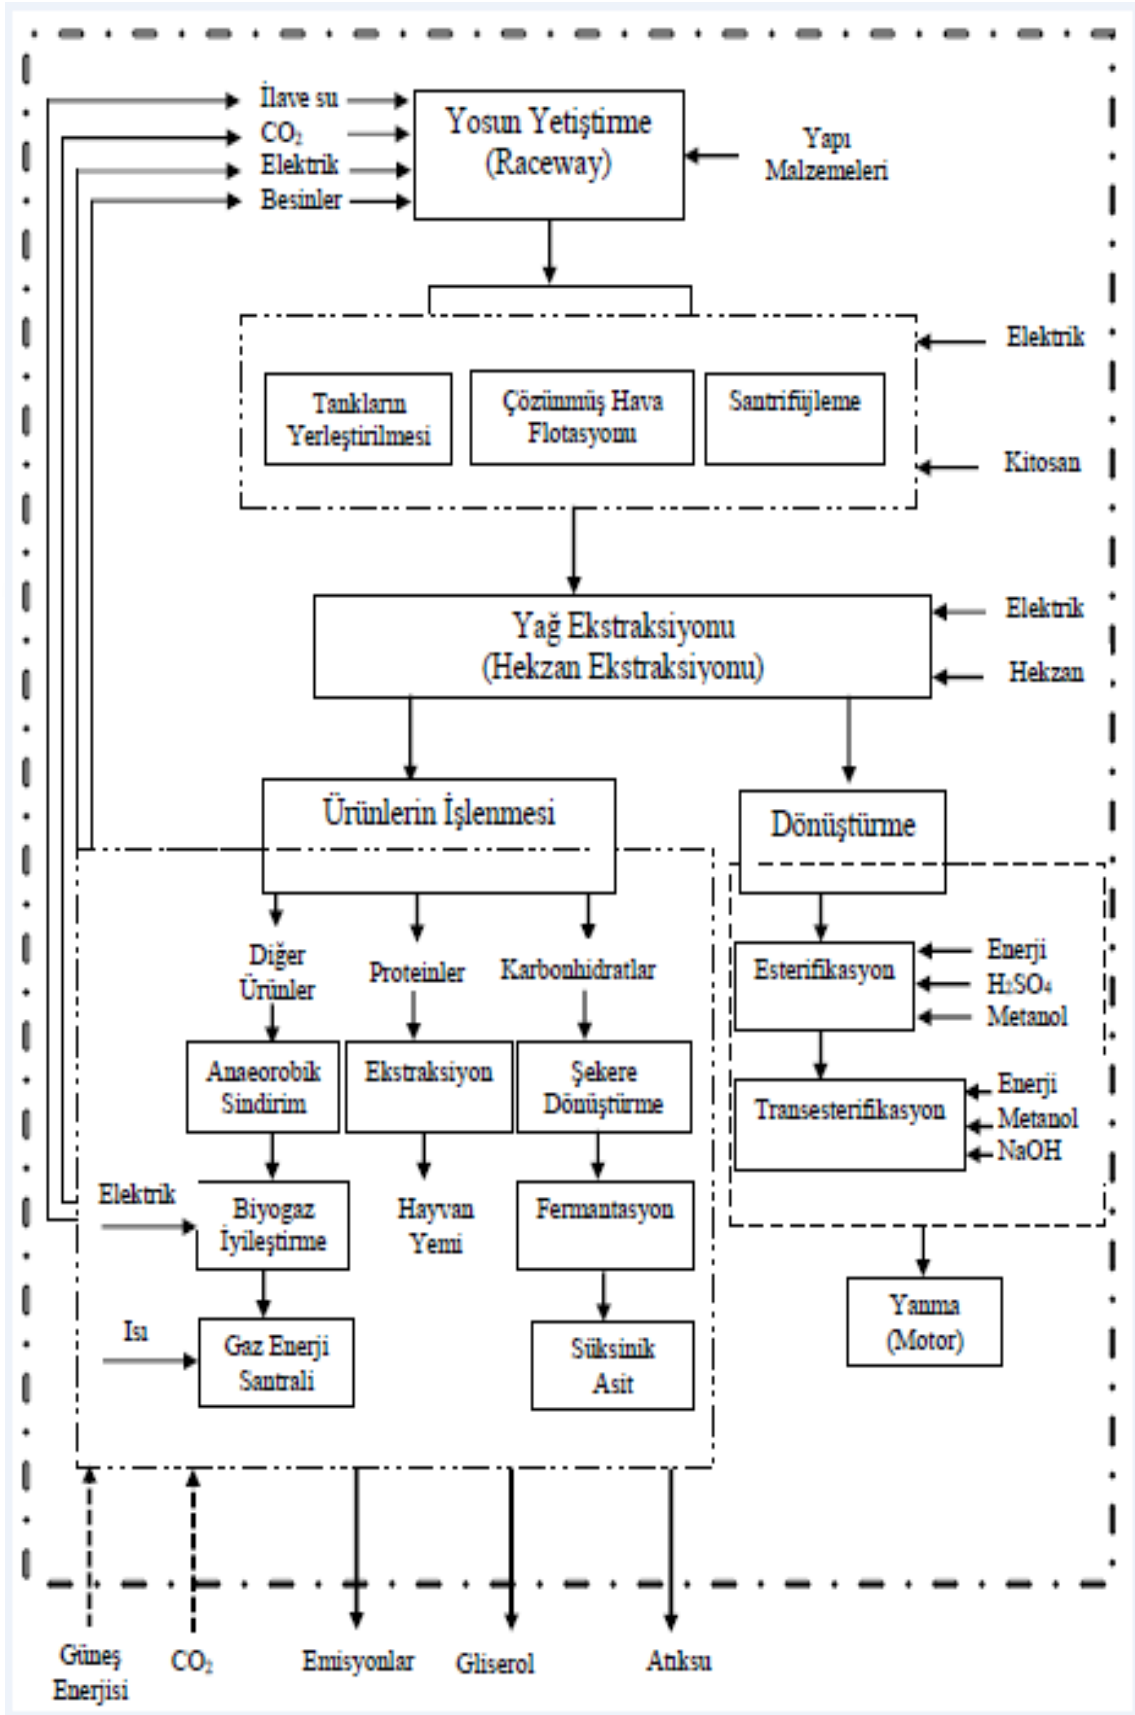 İlave su
CO₂
Elektrik
Besinler
Yosun Yetiştirme
(Raceway)
Yapı
Malzemeleri
Elektrik
Tankların
Yerleştirilmesi
Çözünmüş Hava
Flotasyonu
Santrifüjleme
Kitosan
Yağ Ekstraksiyonu
(Hekzan Ekstraksiyonu)
Elektrik
Hekzan
Ürünlerin İşlenmesi
Dönüştürme
Diğer
Ürünler
Proteinler
Karbonhidratlar
Esterifikasyon
Enerji
H₂SO₄
Metanol
Anaeorobik
Sindirim
Ekstraksiyon
Şekere
Dönüştürme
Transesterifikasyon
Enerji
Metanol
NaOH
Elektrik
Biyogaz
İyileştirme
Hayvan
Yemi
Fermantasyon
Isı
Gaz Enerji
Santrali
Süksinik
Asit
Yanma
(Motor)
Güneş
Enerjisi
CO₂
Emisyonlar
Gliserol
Atıksu